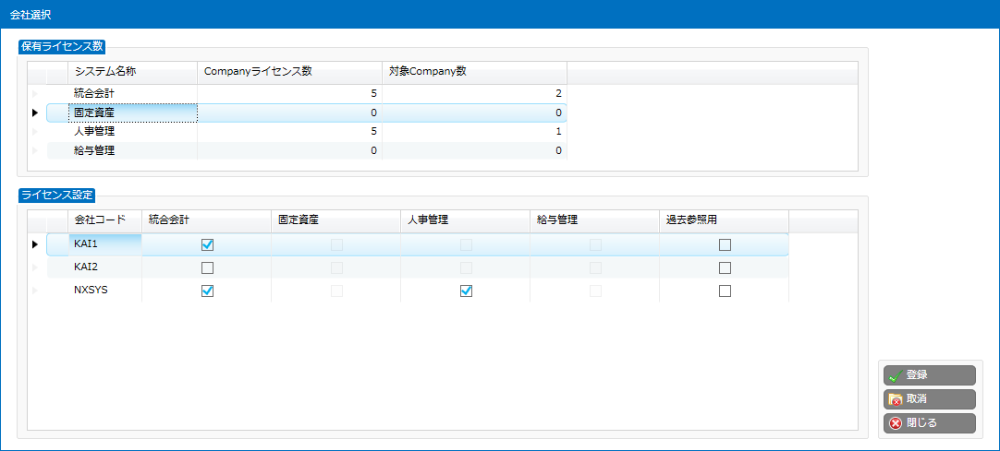 会社選択
保有ライセンス数
システム名称 Companyライセンス数 対象Company数
統合会計 5 2
固定資産 0 0
人事管理 5 1
給与管理 0 0
ライセンス設定
会社コード 統合会計 固定資産 人事管理 給与管理 過去参照用
KAI1
KAI2
NXSYS
登録
取消
閉じる